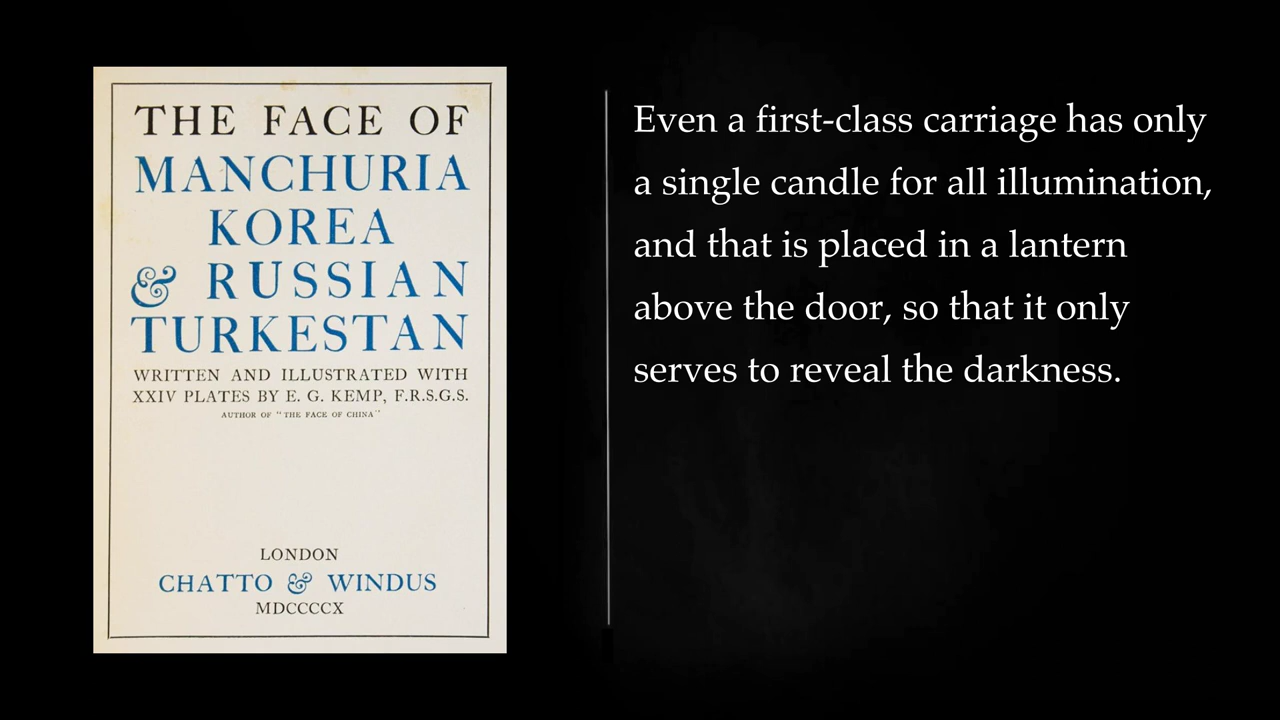 THE FACE OF
MANCHURIA
KOREA
& RUSSIAN
TURKESTAN
WRITTEN AND ILLUSTRATED WITH
XXIV PLATES BY E. G. KEMP, F.R.S.G.S.
AUTHOR OF "THE FACE OF CHINA"
LONDON
CHATTO & WINDUS
MDCCCCX
Even a first-class carriage has only
a single candle for all illumination,
and that is placed in a lantern
above the door, so that it only
serves to reveal the darkness.